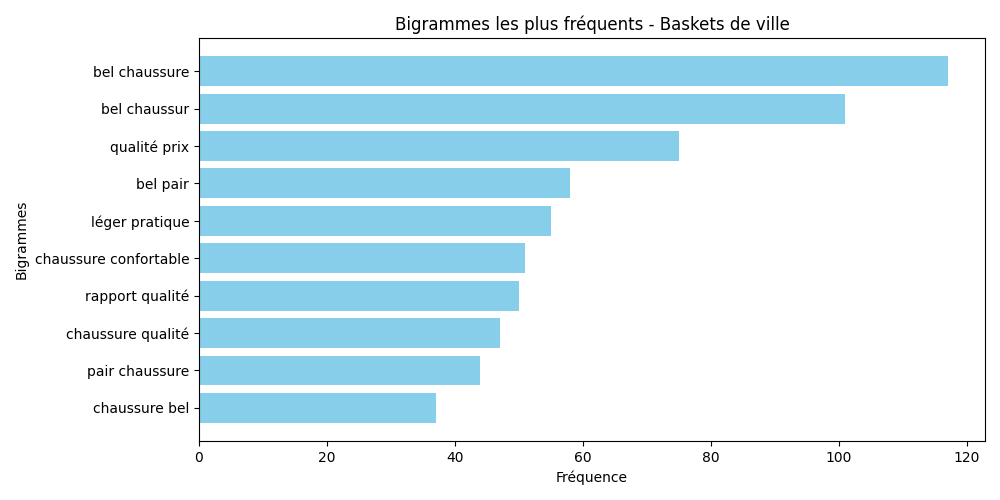 Bigrammes les plus fréquents - Baskets de ville
bel chaussure
bel chaussur
qualité prix
bel pair
léger pratique
chaussure confortable
rapport qualité
chaussure qualité
pair chaussure
chaussure bel
Bigrammes
0 20 40 60 80 100 120
Fréquence